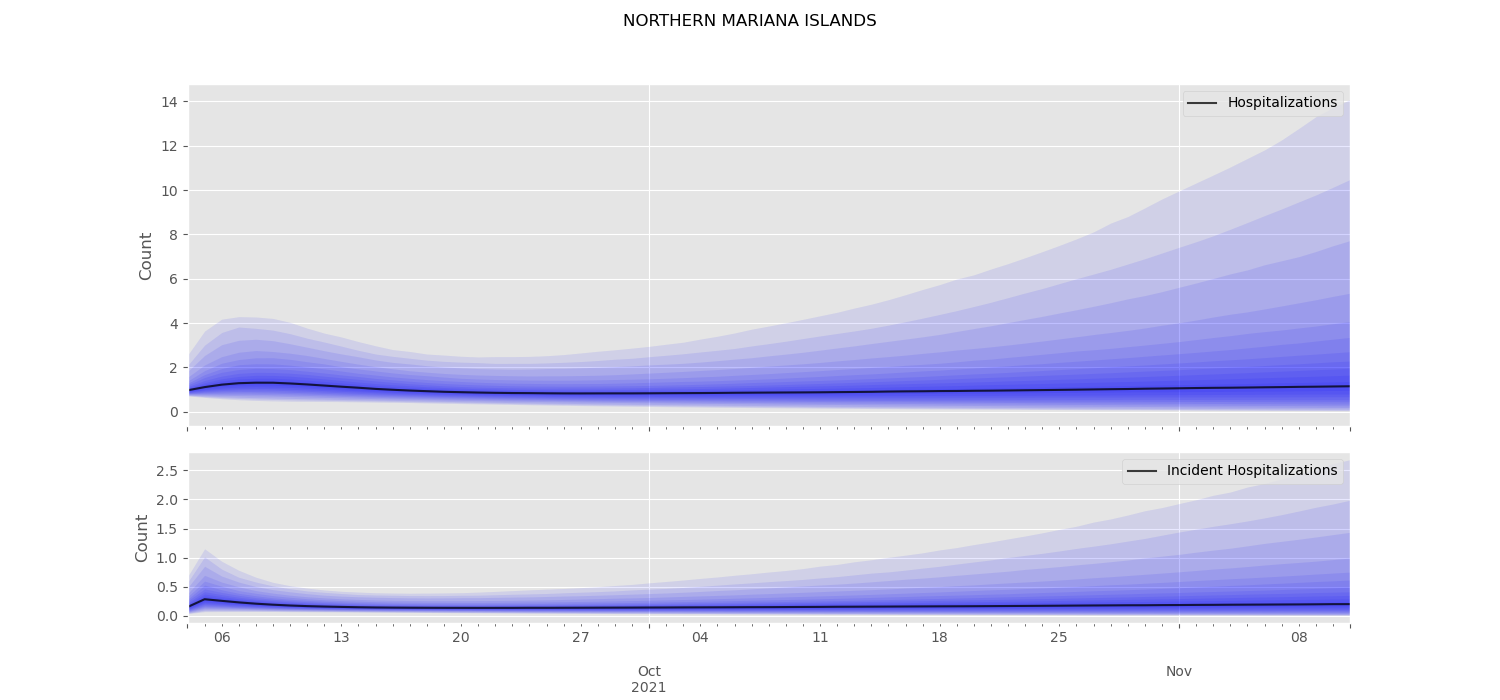 NORTHERN MARIANA ISLANDS
Hospitalizations
Count
14
12
10
8
6
4
2
0
Incident Hospitalizations
Count
2.5
2.0
1.5
1.0
0.5
0.0
06 13 20 27 04 11 18 25 08
Oct Nov
2021